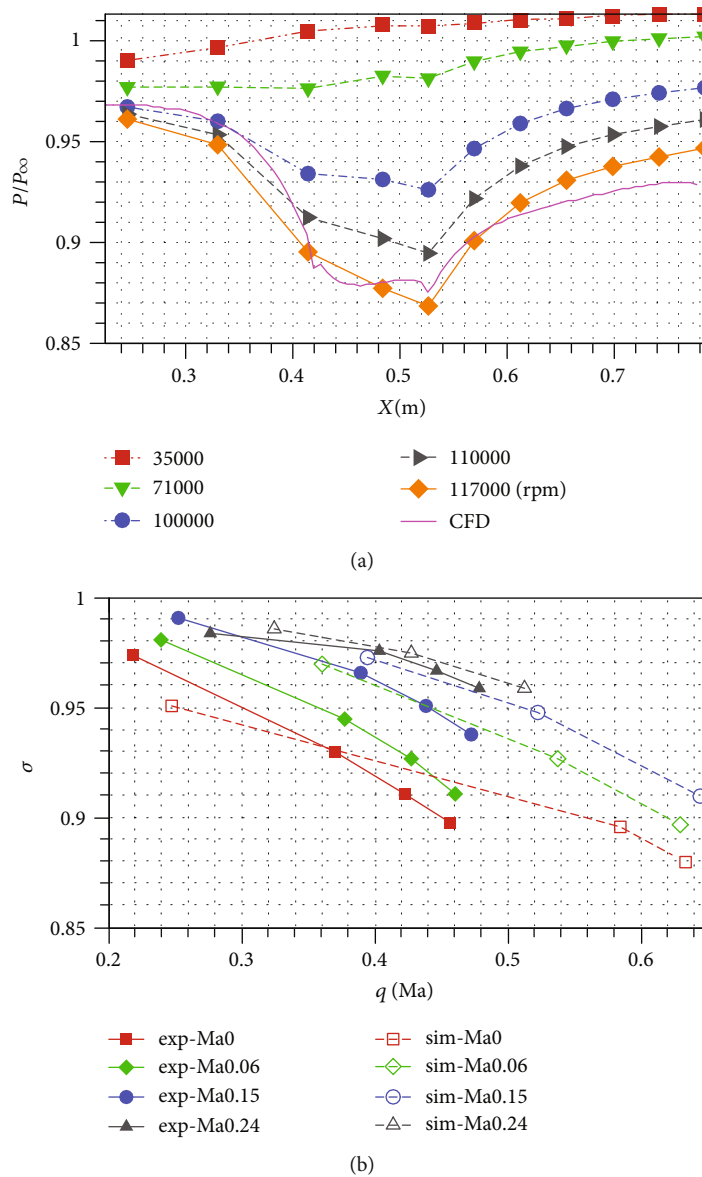 1
0.95
P/P∞
0.9
0.85
0.3 0.4 0.5 0.6 0.7
X(m)
35000 110000
71000 117000 (rpm)
100000 CFD
(a)
1
0.95
σ
0.9
0.85
0.2 0.3 0.4 0.5 0.6
q (Ma)
exp-Ma0 sim-Ma0
exp-Ma0.06 sim-Ma0.06
exp-Ma0.15 sim-Ma0.15
exp-Ma0.24 sim-Ma0.24
(b)